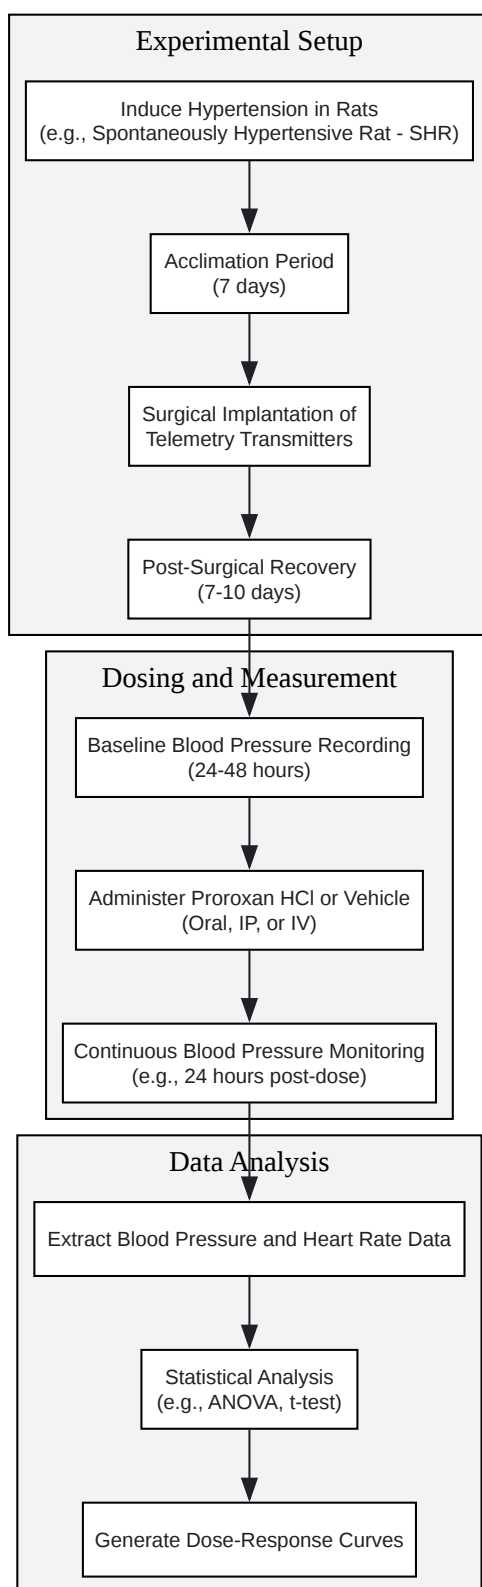 Experimental Setup
Induce Hypertension in Rats
(e.g., Spontaneously Hypertensive Rat - SHR)
Acclimation Period
(7 days)
Surgical Implantation of
Telemetry Transmitters
Post-Surgical Recovery
(7-10 days)
Dosing and Measurement
Baseline Blood Pressure Recording
(24-48 hours)
Administer Proroxan HCl or Vehicle
(Oral, IP, or IV)
Continuous Blood Pressure Monitoring
(e.g., 24 hours post-dose)
Data Analysis
Extract Blood Pressure and Heart Rate Data
Statistical Analysis
(e.g., ANOVA, t-test)
Generate Dose-Response Curves